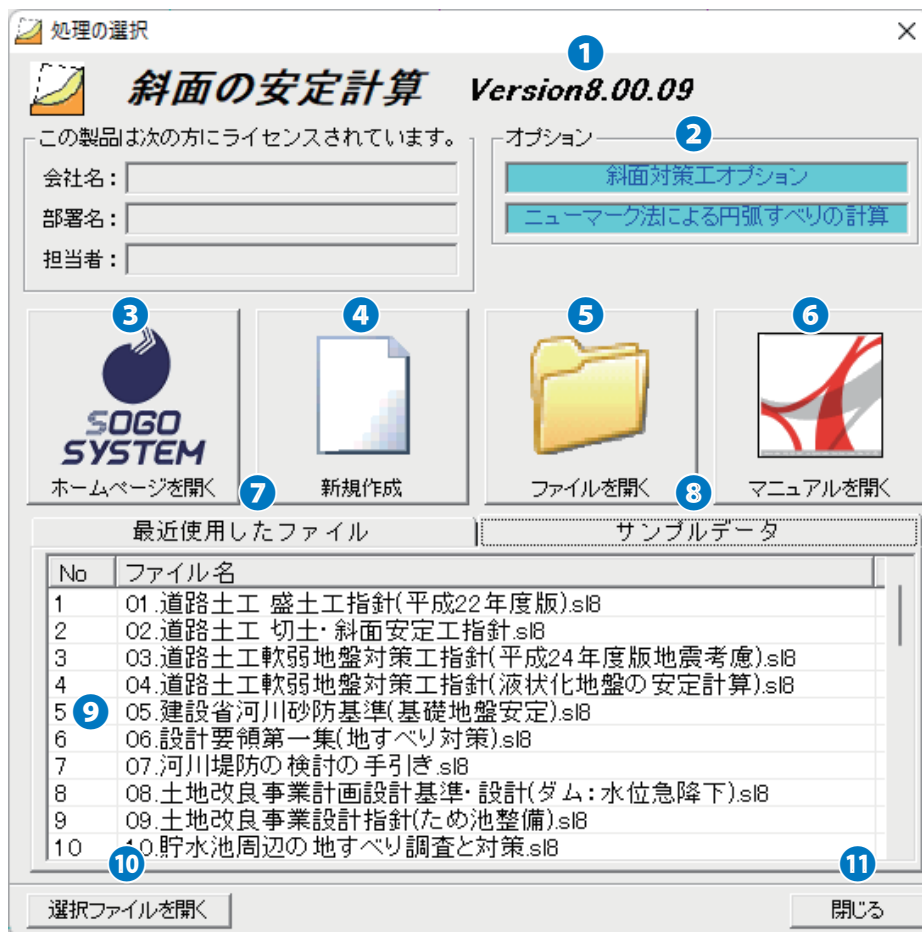 処理の選択
1
斜面の安定計算 Version8.00.09
この製品は次の方にライセンスされています。
会社名：
部署名：
担当者：
オプション 2
斜面対策工オプション
ニューマーク法による円弧すべりの計算
3
SOGO
SYSTEM
ホームページを開く
4
新規作成
5
ファイルを開く
6
マニュアルを開く
7
最近使用したファイル
8
サンプルデータ
No ファイル名
1 01.道路土工 盛土工指針(平成22年度版).sl8
2 02.道路土工 切土・斜面安定工指針.sl8
3 03.道路土工軟弱地盤対策工指針(平成24年度版地震考慮).sl8
4 04.道路土工軟弱地盤対策工指針(液状化地盤の安定計算).sl8
5 9 05.建設省河川砂防基準(基礎地盤安定).sl8
6 06.設計要領第一集(地すべり対策).sl8
7 07.河川堤防の検討の手引き.sl8
8 08.土地改良事業計画設計基準・設計(ダム：水位急降下).sl8
9 09.土地改良事業設計指針(ため池整備).sl8
10 10.貯水池周辺の地すべり調査と対策.sl8
10
選択ファイルを開く
11
閉じる